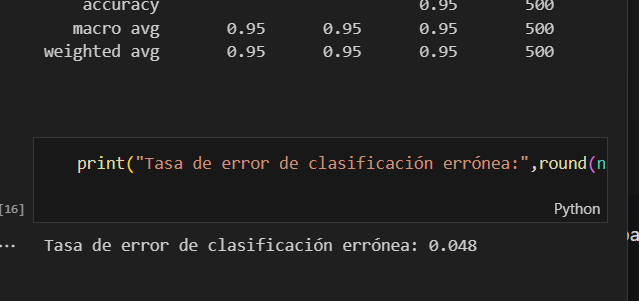 accuracy 0.95 500
macro avg 0.95 0.95 0.95 500
weighted avg 0.95 0.95 0.95 500
print("Tasa de error de clasificación errónea:",round(n
[16]
Python
... Tasa de error de clasificación errónea: 0.048